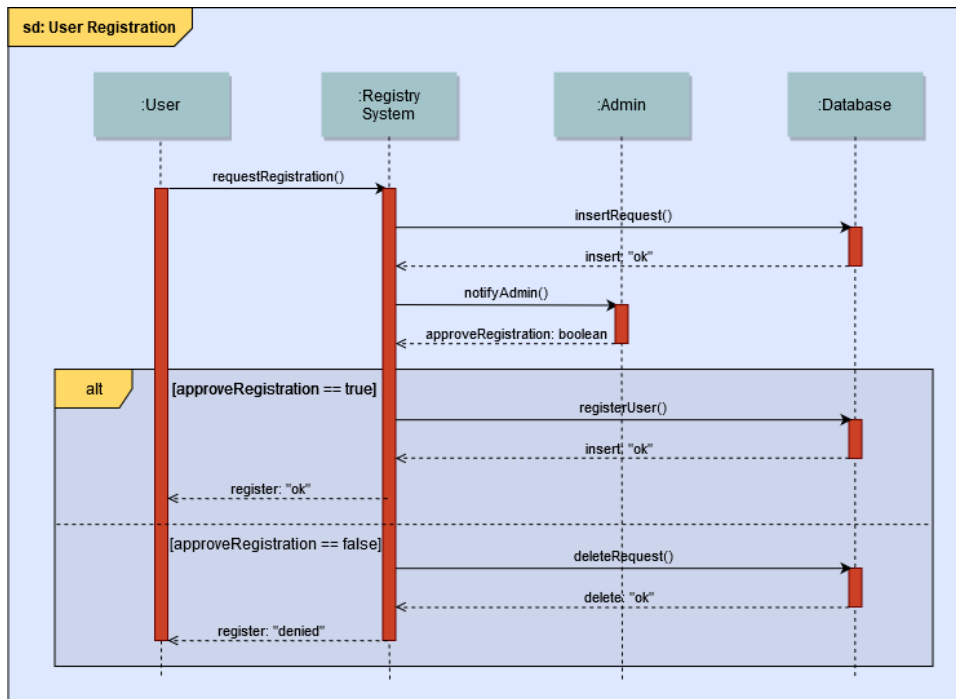 sd: User Registration
:User
:Registry
System
:Admin
:Database
requestRegistration()
insertRequest()
insert: "ok"
notifyAdmin()
approveRegistration: boolean
alt
[approveRegistration == true]
registerUser()
insert: "ok"
register: "ok"
[approveRegistration == false]
deleteRequest()
delete: "ok"
register: "denied"